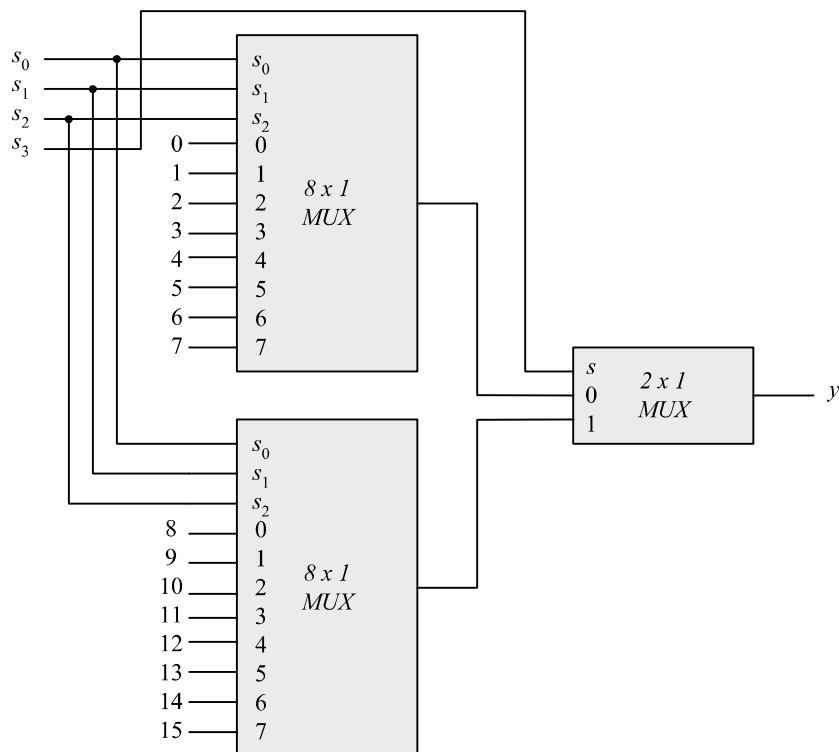 s0 s0
s1 s1
s2 s2
s3
0 0
1 1
2 2
3 3
4 4
5 5
6 6
7 7
8 x 1
MUX
s
0
1
2 x 1
MUX
y
s0
s1
s2
8 0
9 1
10 2
11 3
12 4
13 5
14 6
15 7
8 x 1
MUX